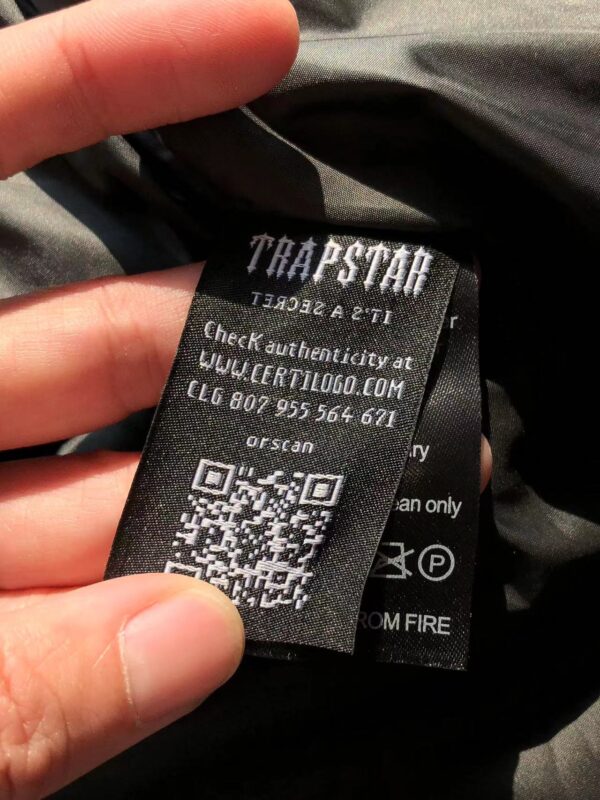 TRAPSTAR
IT'S A SECRET
Check authenticity at
WWW.CERTILOGO.COM
CLG 807 955 564 671
or scan
r
ry
ean only
P
ROM FIRE